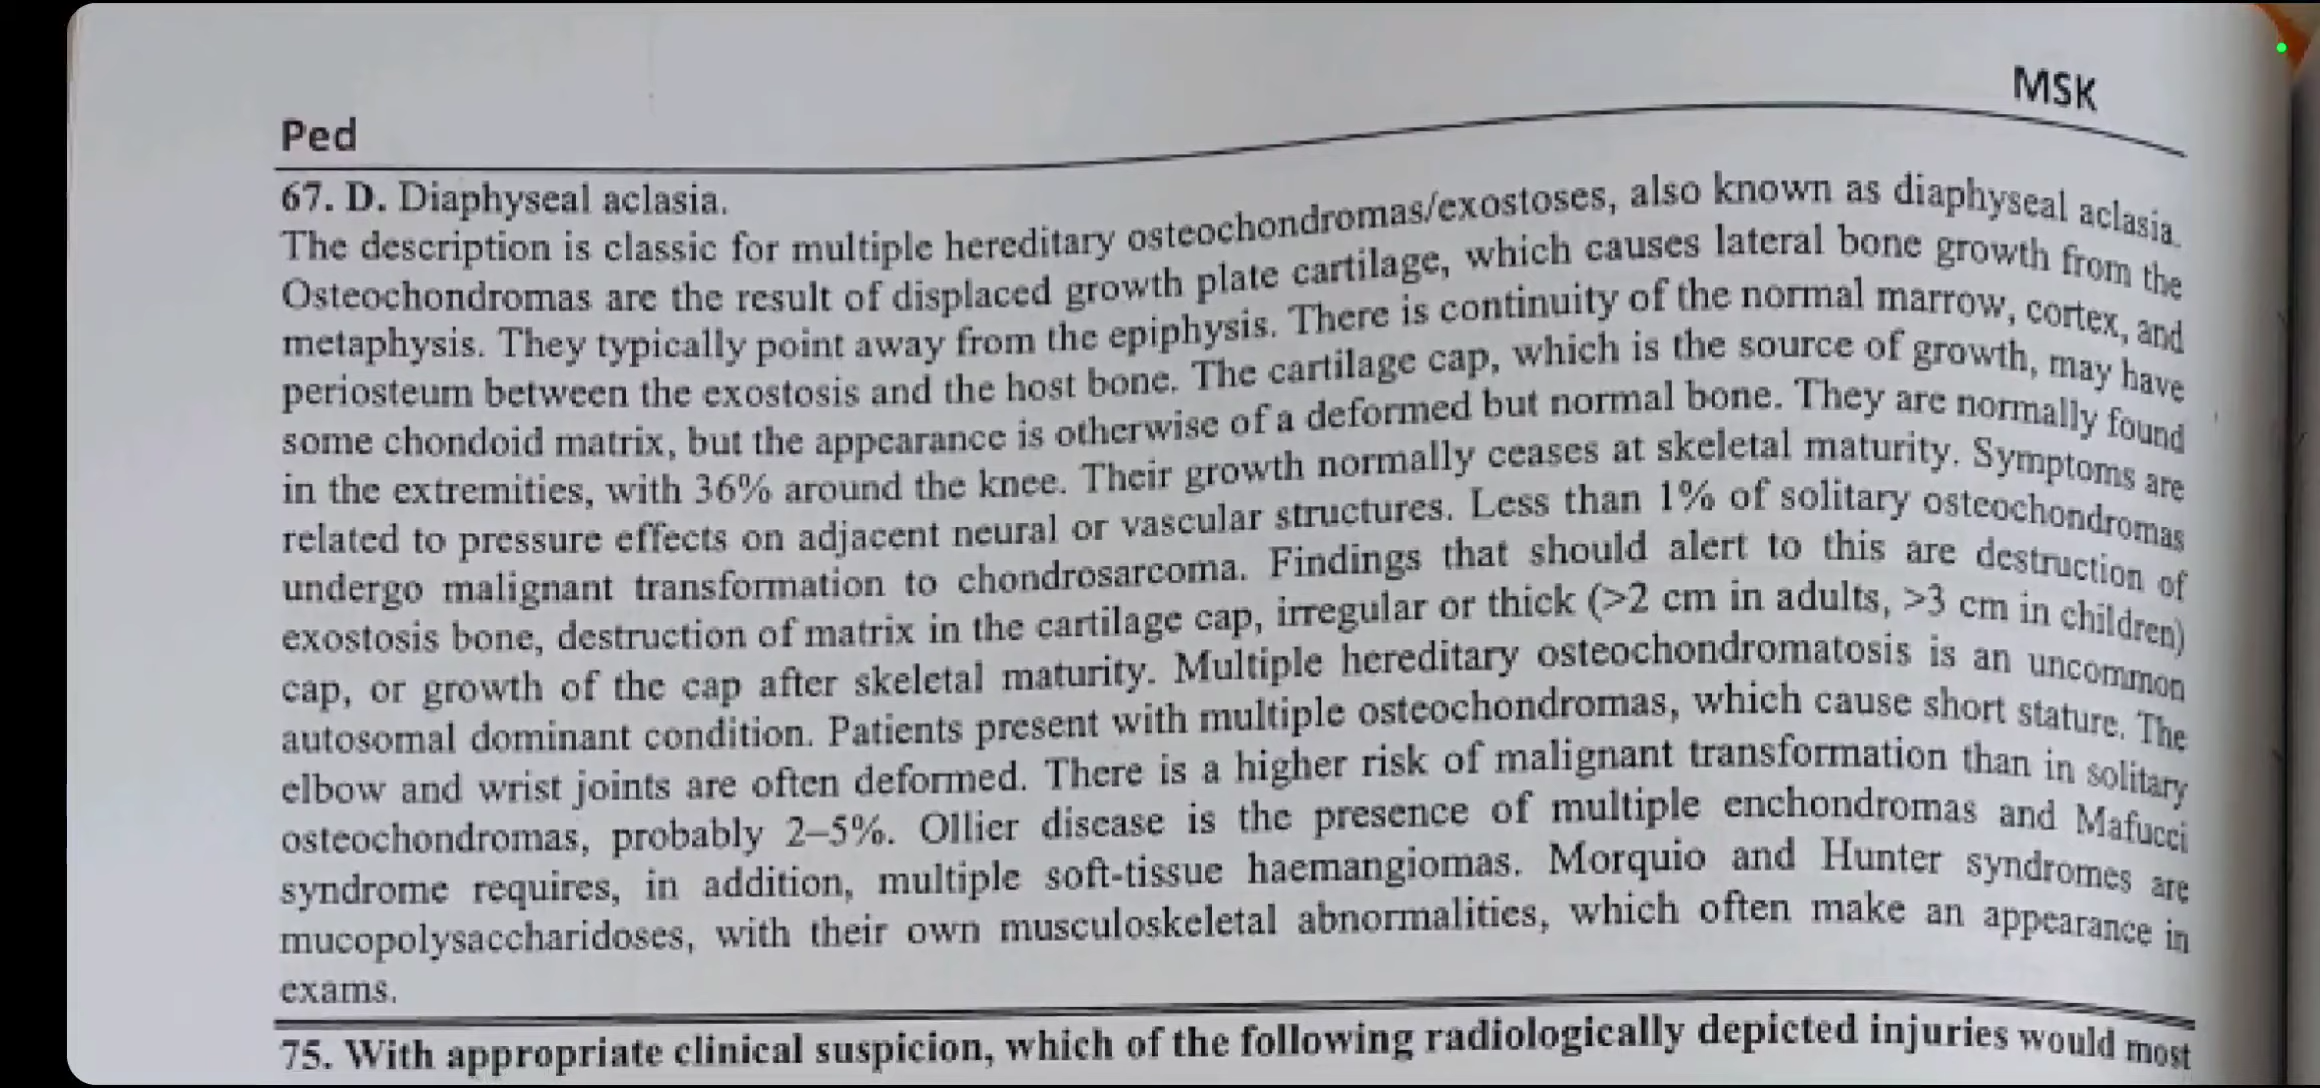 MSK
Ped
67. D. Diaphyseal aclasia.
The description is classic for multiple hereditary osteochondromas/exostoses, also known as diaphyseal aclasia.
Osteochondromas are the result of displaced growth plate cartilage, which causes lateral bone growth from the
metaphysis. They typically point away from the epiphysis. There is continuity of the normal marrow, cortex, and
periosteum between the exostosis and the host bone. The cartilage cap, which is the source of growth, may have
some chondoid matrix, but the appearance is otherwise of a deformed but normal bone. They are normally found
in the extremities, with 36% around the knee. Their growth normally ceases at skeletal maturity. Symptoms are
related to pressure effects on adjacent neural or vascular structures. Less than 1% of solitary osteochondromas
undergo malignant transformation to chondrosarcoma. Findings that should alert to this are destruction of
exostosis bone, destruction of matrix in the cartilage cap, irregular or thick (>2 cm in adults, >3 cm in children)
cap, or growth of the cap after skeletal maturity. Multiple hereditary osteochondromatosis is an uncommon
autosomal dominant condition. Patients present with multiple osteochondromas, which cause short stature. The
elbow and wrist joints are often deformed. There is a higher risk of malignant transformation than in solitary
osteochondromas, probably 2–5%. Ollier disease is the presence of multiple enchondromas and Mafucci
syndrome requires, in addition, multiple soft-tissue haemangiomas. Morquio and Hunter syndromes are
mucopolysaccharidoses, with their own musculoskeletal abnormalities, which often make an appearance in
exams.
75. With appropriate clinical suspicion, which of the following radiologically depicted injuries would most